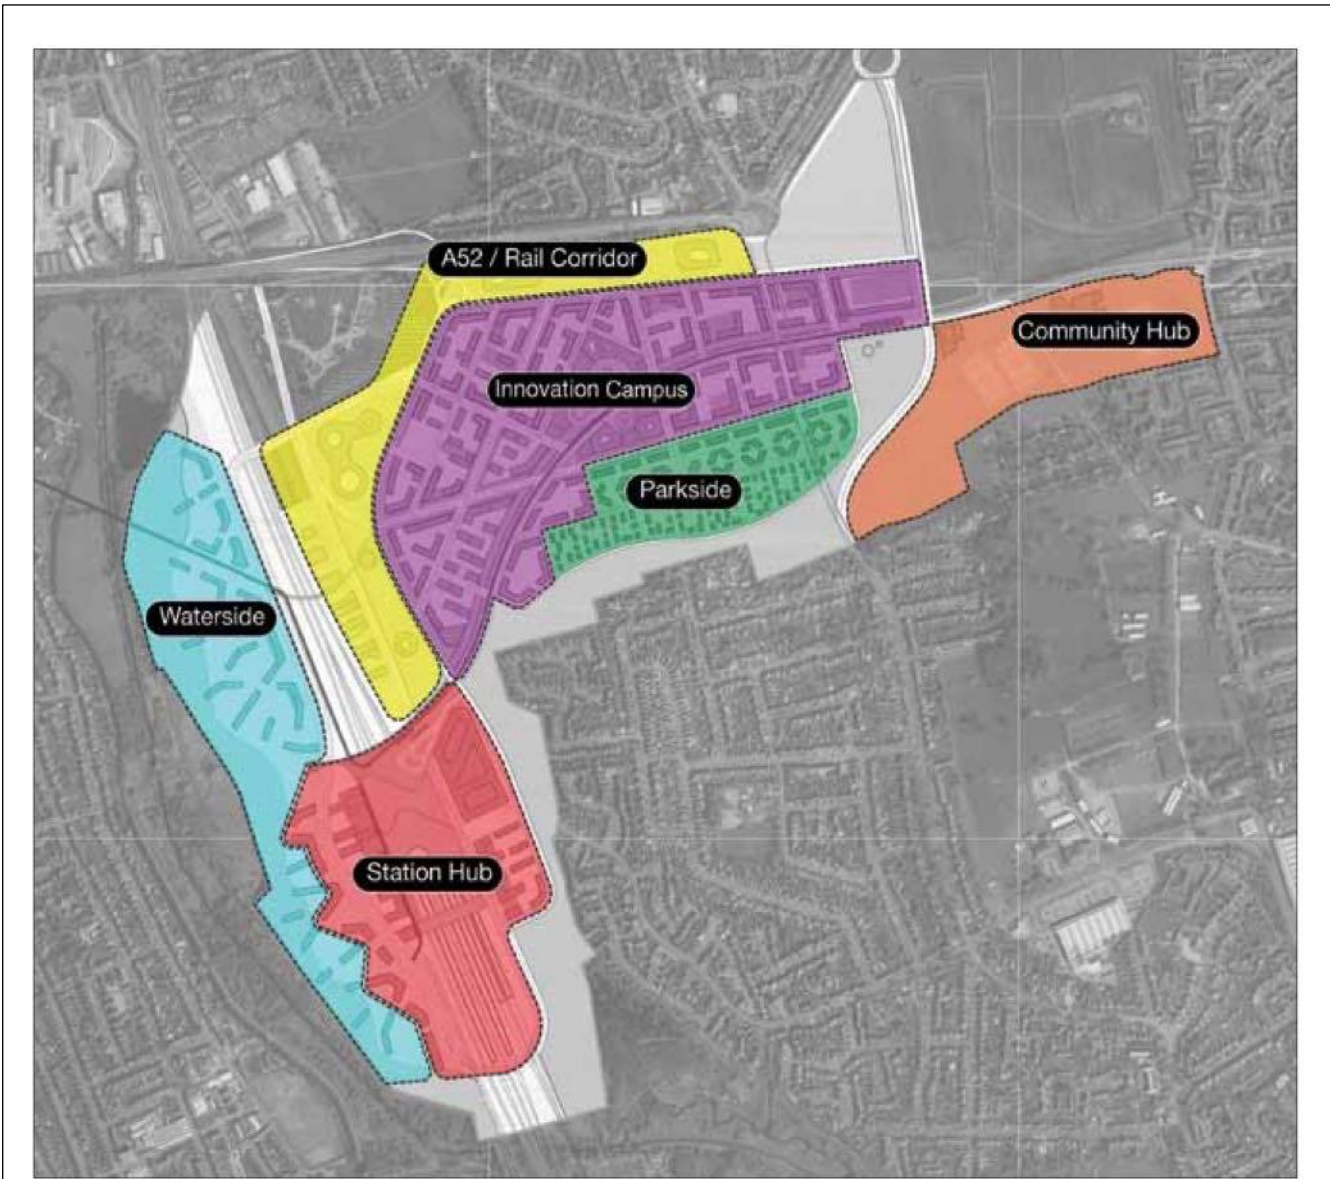 A52 / Rail Corridor
Community Hub
Innovation Campus
Parkside
Waterside
Station Hub